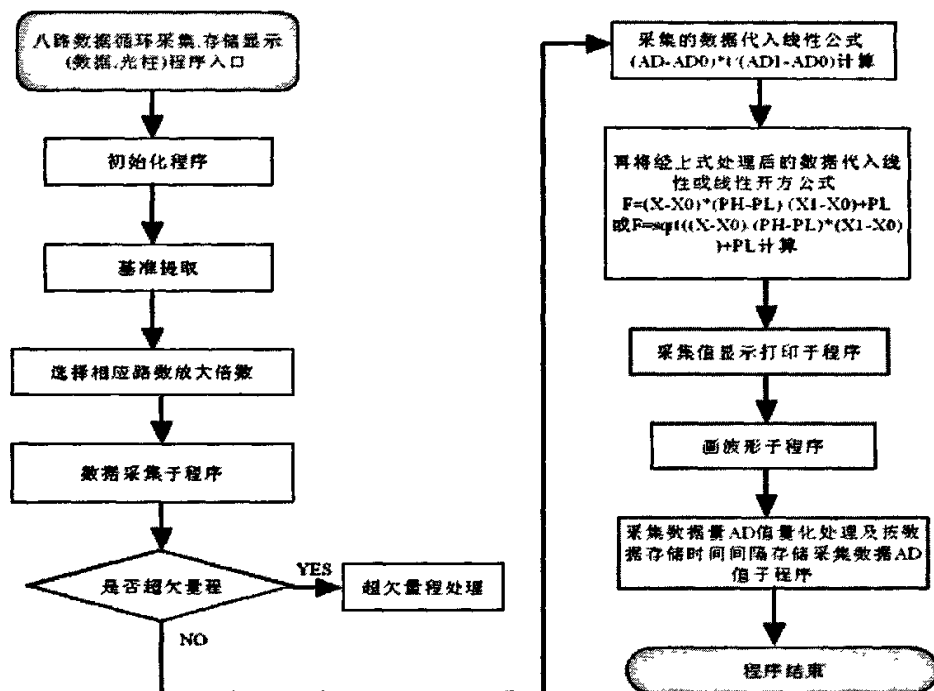 八路数据循环采集,存储显示
(数据,光柱)程序入口
初始化程序
基准提取
选择相应路数放大倍数
数据采集子程序
是否超欠量程
YES
超欠量程处理
NO
采集的数据代入线性公式
(AD-AD0)* (AD1-AD0)计算
再将经上式处理后的数据代入线
性或线性开方公式
F=(X-X0)*(PH-PL) (X1-X0)+PL
或F=sqrt((X-X0) (PH-PL)*(X1-X0)
)+PL计算
采集值显示打印子程序
画波形子程序
采集数据量AD值量化处理及按数
据存储时间间隔存储采集数据AD
值子程序
程序结束